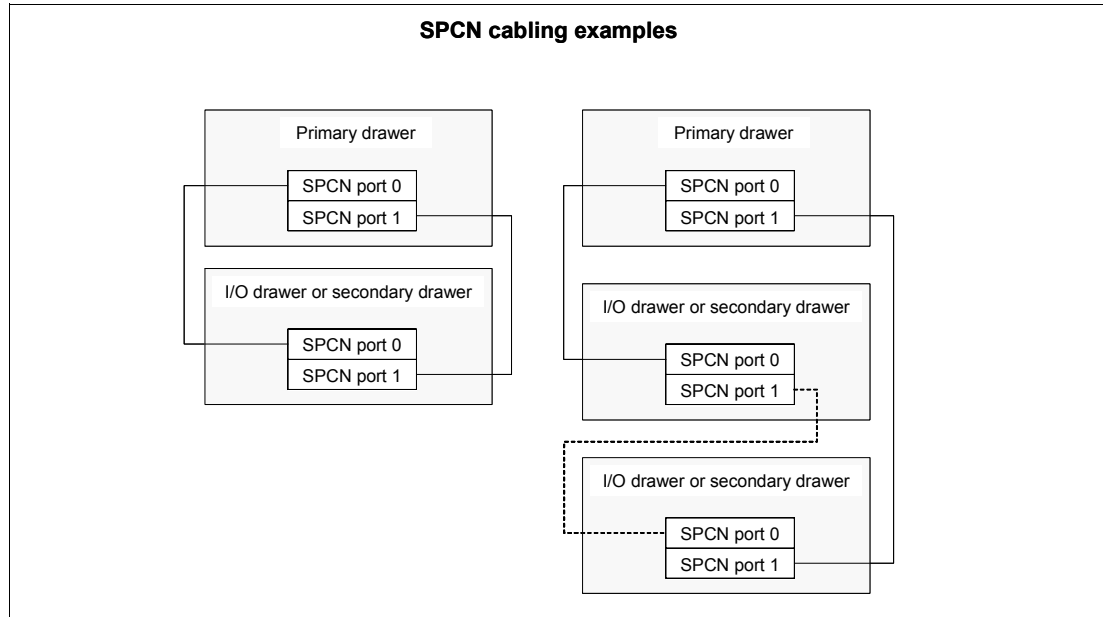 SPCN cabling examples
Primary drawer
SPCN port 0
SPCN port 1
I/O drawer or secondary drawer
SPCN port 0
SPCN port 1
Primary drawer
SPCN port 0
SPCN port 1
I/O drawer or secondary drawer
SPCN port 0
SPCN port 1
I/O drawer or secondary drawer
SPCN port 0
SPCN port 1